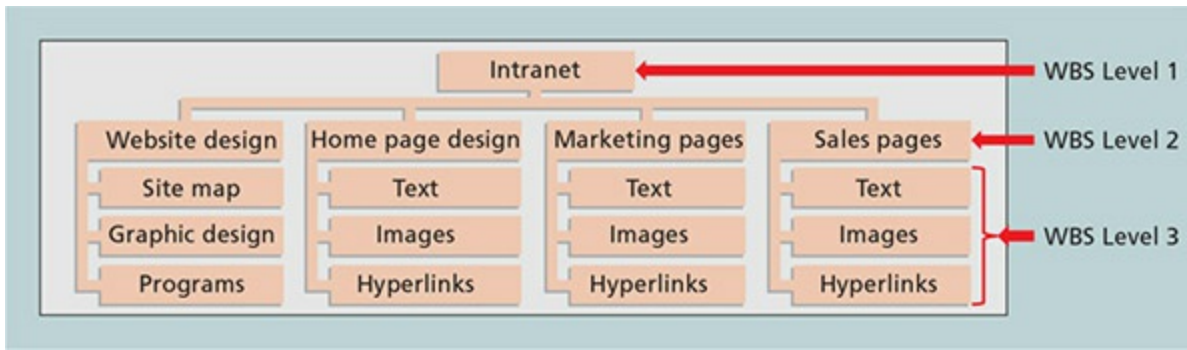 Intranet
WBS Level 1
Website design
Home page design
Marketing pages
Sales pages
WBS Level 2
Site map
Text
Text
Text
Graphic design
Images
Images
Images
WBS Level 3
Programs
Hyperlinks
Hyperlinks
Hyperlinks